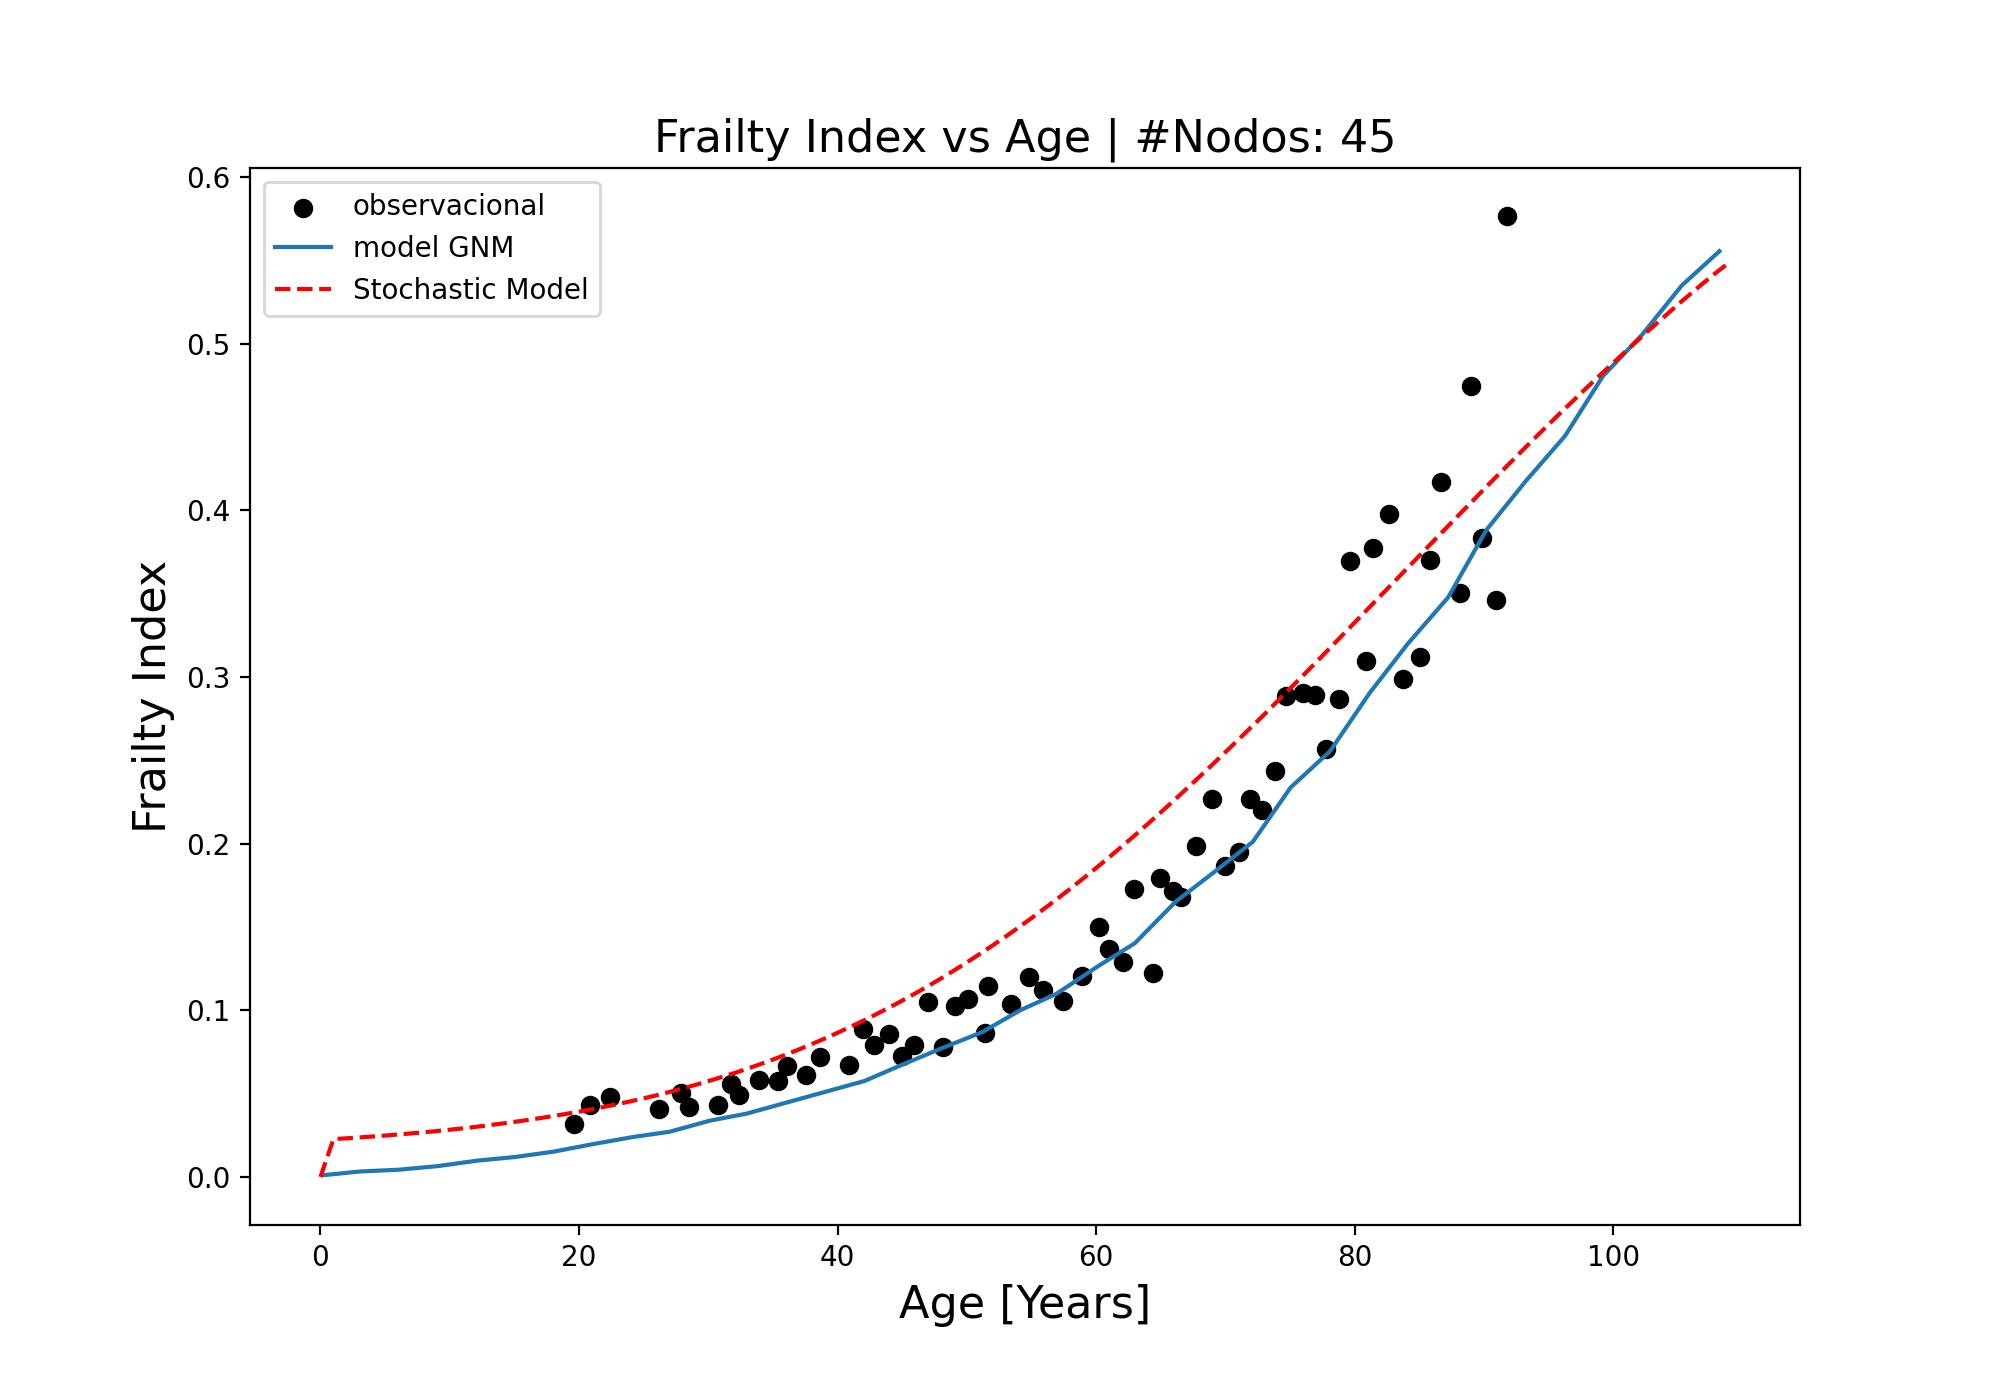 Frailty Index vs Age | #Nodos: 45
observacional
model GNM
Stochastic Model
Frailty Index
0.6
0.5
0.4
0.3
0.2
0.1
0.0
0 20 40 60 80 100
Age [Years]